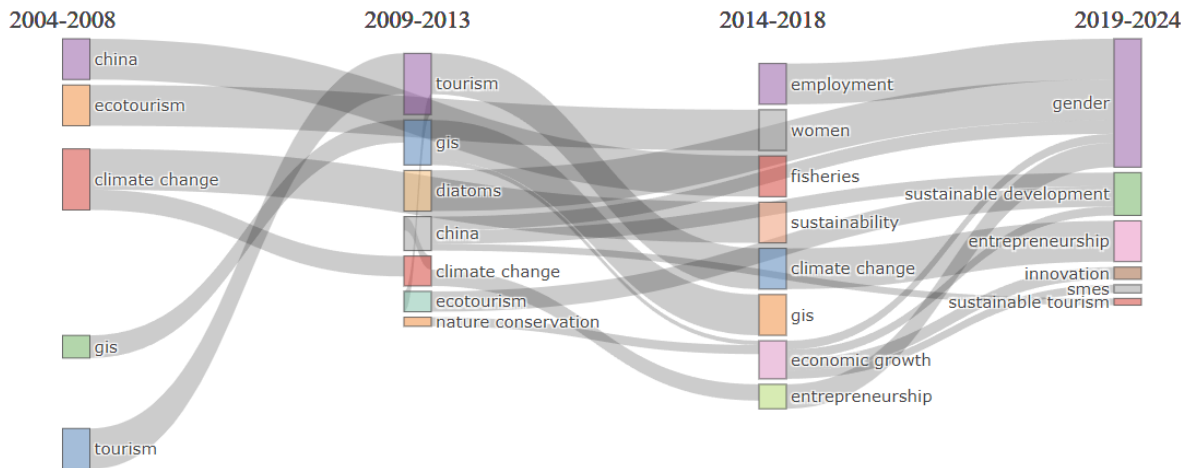 2004-2008
2009-2013
2014-2018
2019-2024
china
ecotourism
climate change
gis
tourism
tourism
gis
diatoms
china
climate change
ecotourism
nature conservation
employment
women
fisheries
sustainability
climate change
gis
economic growth
entrepreneurship
gender
sustainable development
entrepreneurship
innovation
smes
sustainable tourism